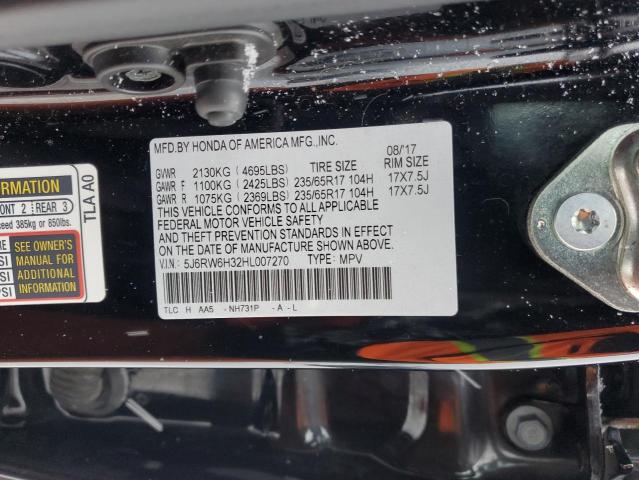 MFD.BY HONDA OF AMERICA MFG.,INC. 08/'17
GVWR 2130KG (4695LBS) TIRE SIZE RIM SIZE
GAWR F 1100KG (2425LBS) 235/65R17 104H 17X7.5J
GAWR R 1075KG (2369LBS) 235/65R17 104H 17X7.5J
THIS VEHICLE CONFORMS TO ALL APPLICABLE
FEDERAL MOTOR VEHICLE SAFETY
AND THEFT PREVENTION STANDARDS IN EFFECT
ON THE DATE OF MANUFACTURE SHOWN ABOVE.
V.I.N.: 5J6RW6H32HL007270 TYPE: MPV
TLC H AA5 - NH731P - A - L
FORMATION
ONT 2 REAR 3
ceed 385kg or 850lbs.
SEE OWNER'S
MANUAL FOR
ADDITIONAL
INFORMATION
TLA A0